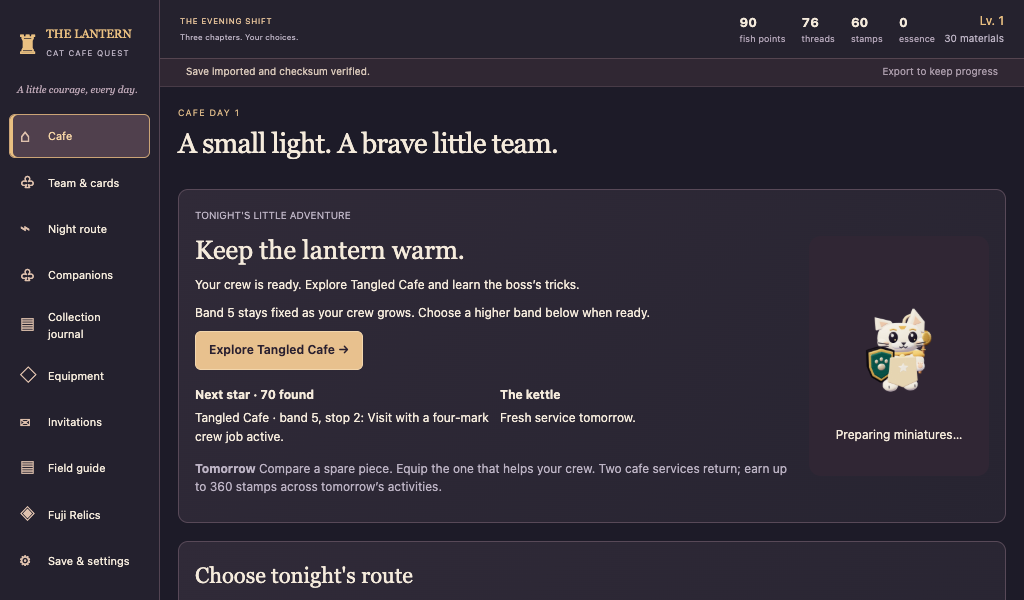 THE LANTERN
CAT CAFE QUEST
A little courage, every day.
Cafe
Team & cards
Night route
Companions
Collection
journal
Equipment
Invitations
Field guide
Fuji Relics
Save & settings
THE EVENING SHIFT
Three chapters. Your choices.
90
fish points
76
threads
60
stamps
0
essence
Lv. 1
30 materials
Save imported and checksum verified.
Export to keep progress
CAFE DAY 1
A small light. A brave little team.
TONIGHT'S LITTLE ADVENTURE
Keep the lantern warm.
Your crew is ready. Explore Tangled Cafe and learn the boss’s tricks.
Band 5 stays fixed as your crew grows. Choose a higher band below when ready.
Explore Tangled Cafe →
Next star · 70 found
Tangled Cafe · band 5, stop 2: Visit with a four-mark
crew job active.
The kettle
Fresh service tomorrow.
Tomorrow Compare a spare piece. Equip the one that helps your crew. Two cafe services return; earn up
to 360 stamps across tomorrow’s activities.
Preparing miniatures…
Choose tonight's route